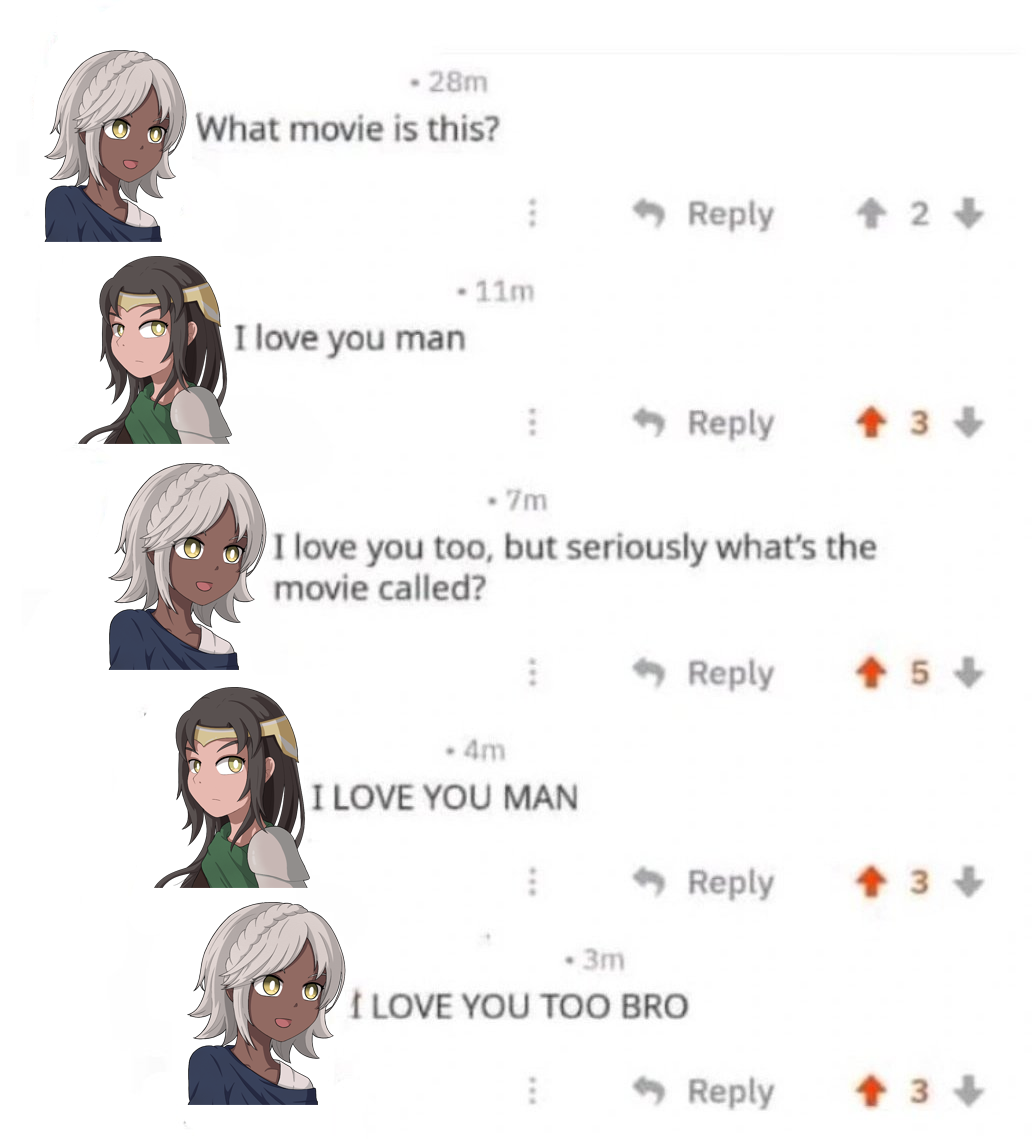 • 28m
What movie is this?
Reply 2
• 11m
I love you man
Reply 3
• 7m
I love you too, but seriously what's the
movie called?
Reply 5
• 4m
I LOVE YOU MAN
Reply 3
• 3m
I LOVE YOU TOO BRO
Reply 3